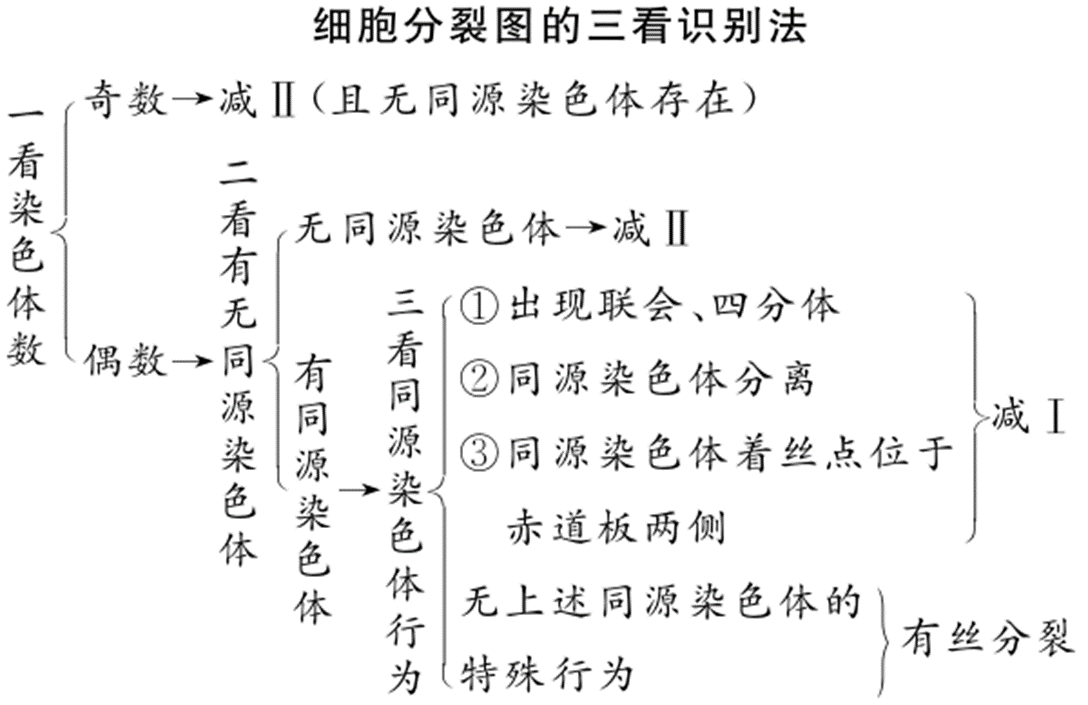 细胞分裂图的三看识别法
一看染色体数
奇数→减Ⅱ(且无同源染色体存在)
偶数→
二看有无同源染色体
无同源染色体→减Ⅱ
有同源染色体→
三看同源染色体行为
①出现联会、四分体
②同源染色体分离
③同源染色体着丝点位于
赤道板两侧
减Ⅰ
无上述同源染色体的
特殊行为
有丝分裂